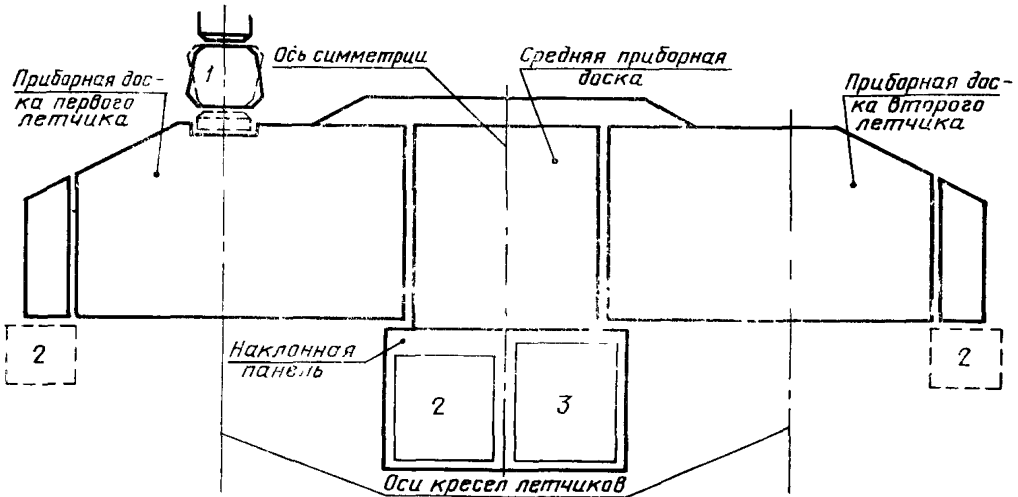 1
Ось симметрии
Средняя приборная
доска
Приборная дос-
ка первого
летчика
Приборная дос-
ка второго
летчика
2
Наклонная
панель
2
3
2
Оси кресел летчиков